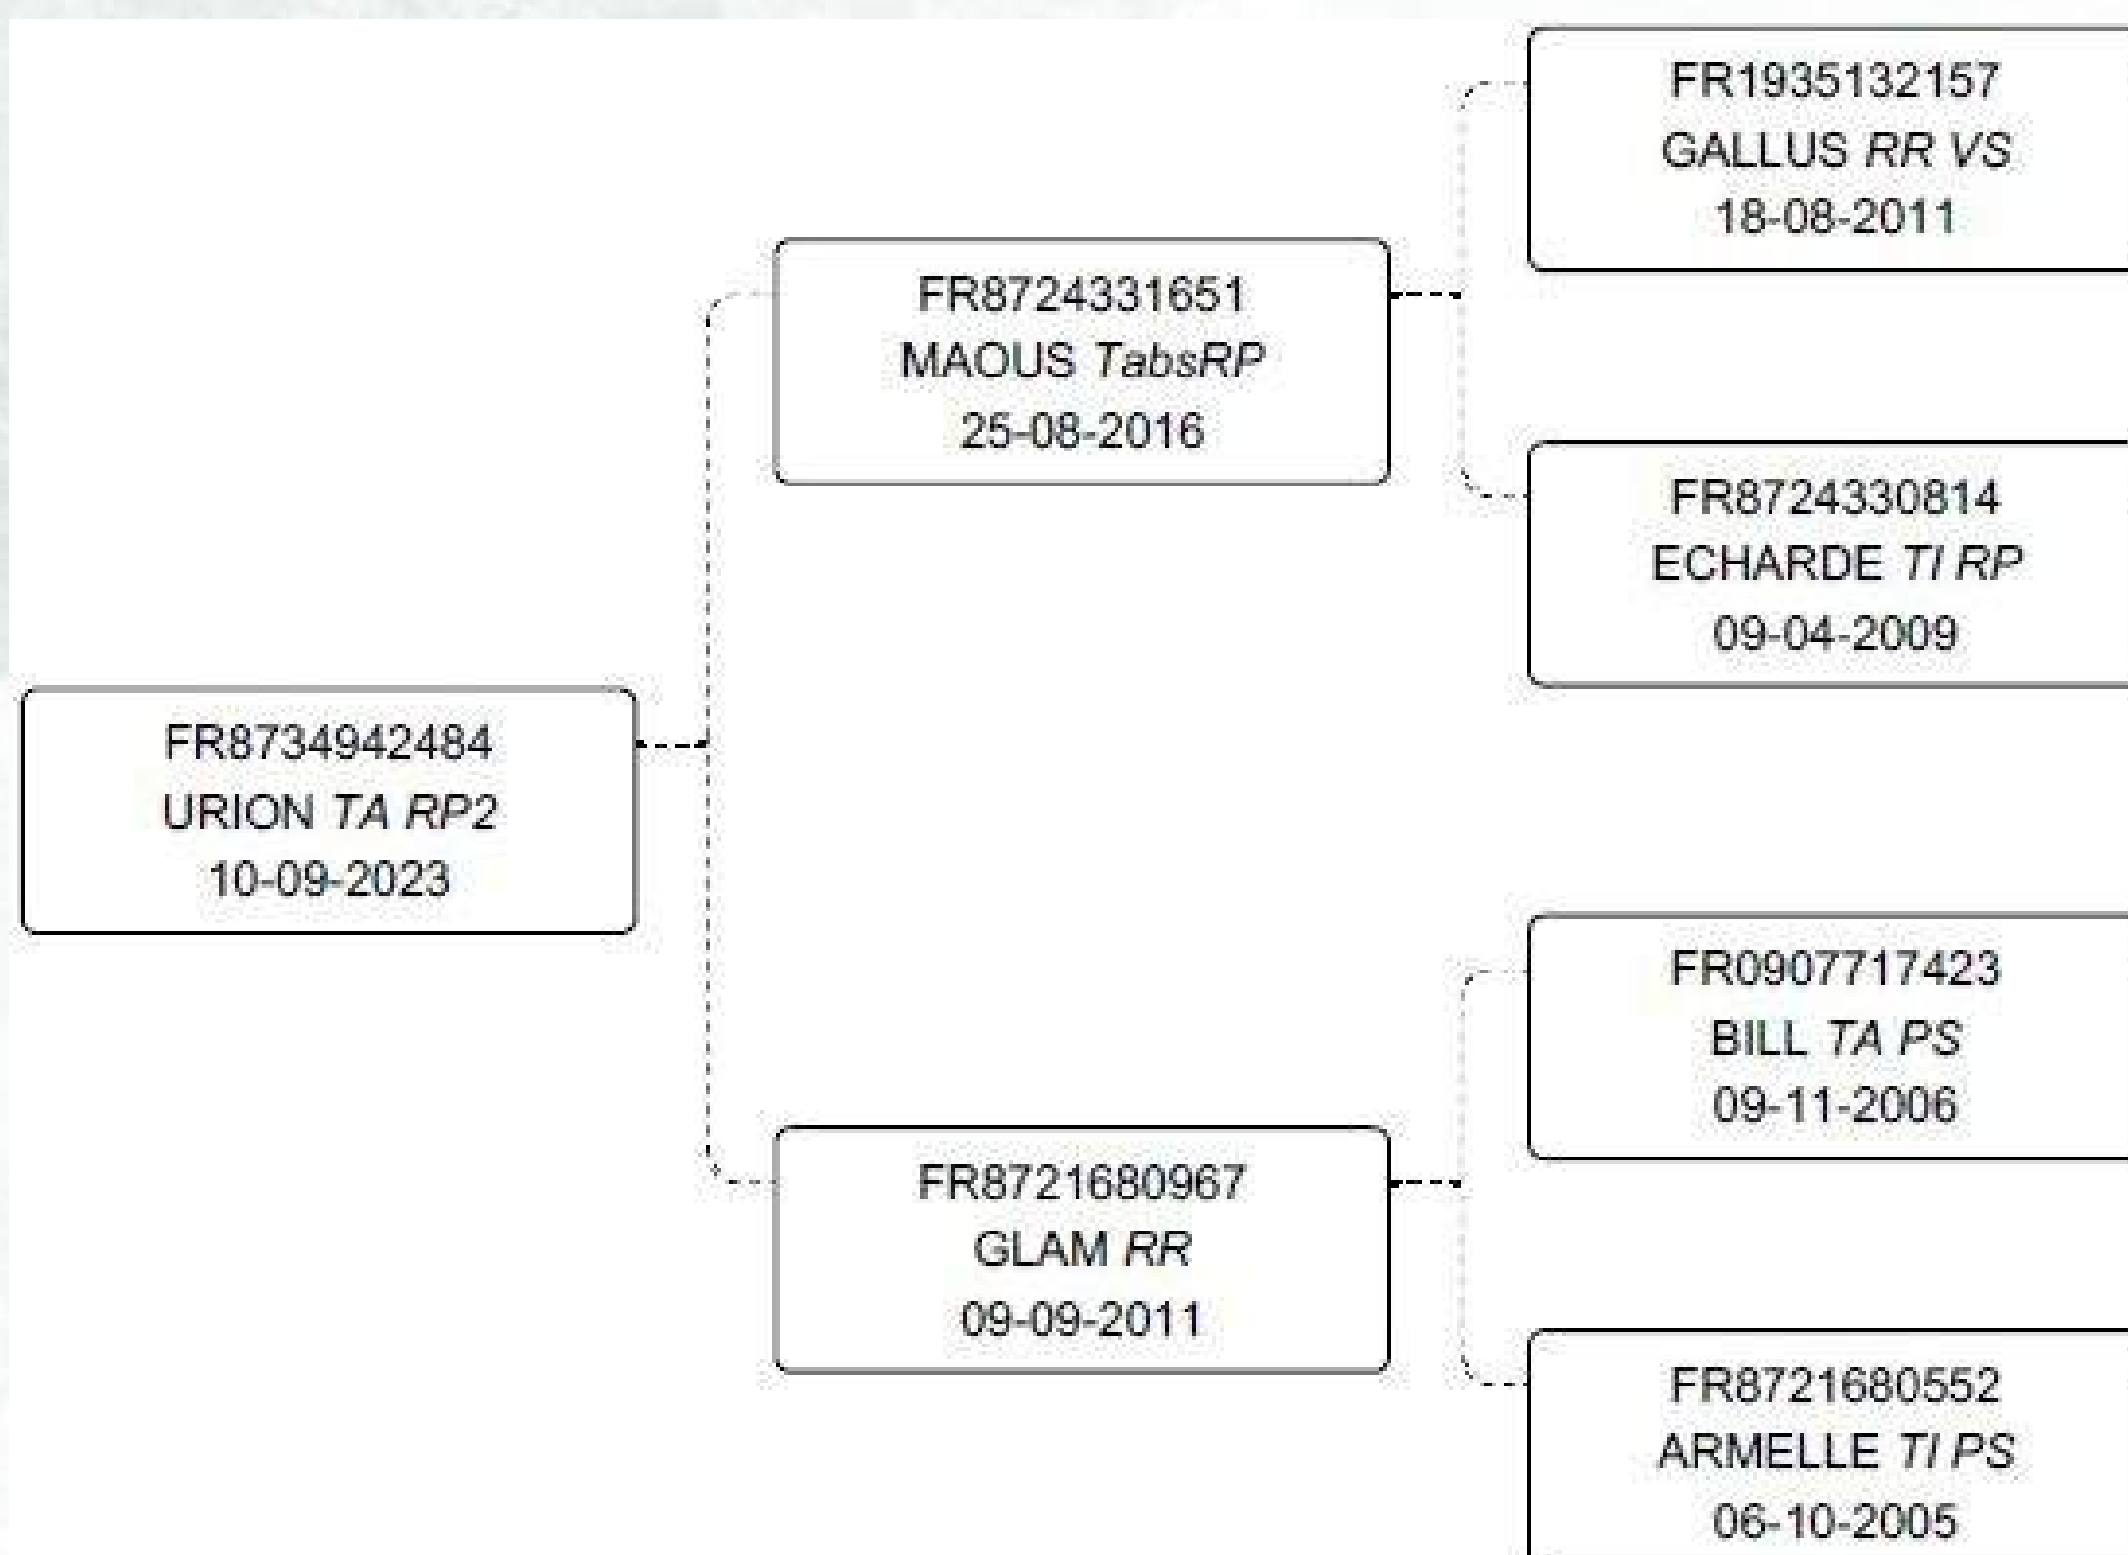 FR1935132157
GALLUS RR VS
18-08-2011
FR8724331651
MAOUS TabsRP
25-08-2016
FR8724330814
ECHARDE TI RP
09-04-2009
FR8734942484
URION TA RP2
10-09-2023
FR0907717423
BILL TA PS
09-11-2006
FR8721680967
GLAM RR
09-09-2011
FR8721680552
ARMELLE TI PS
06-10-2005